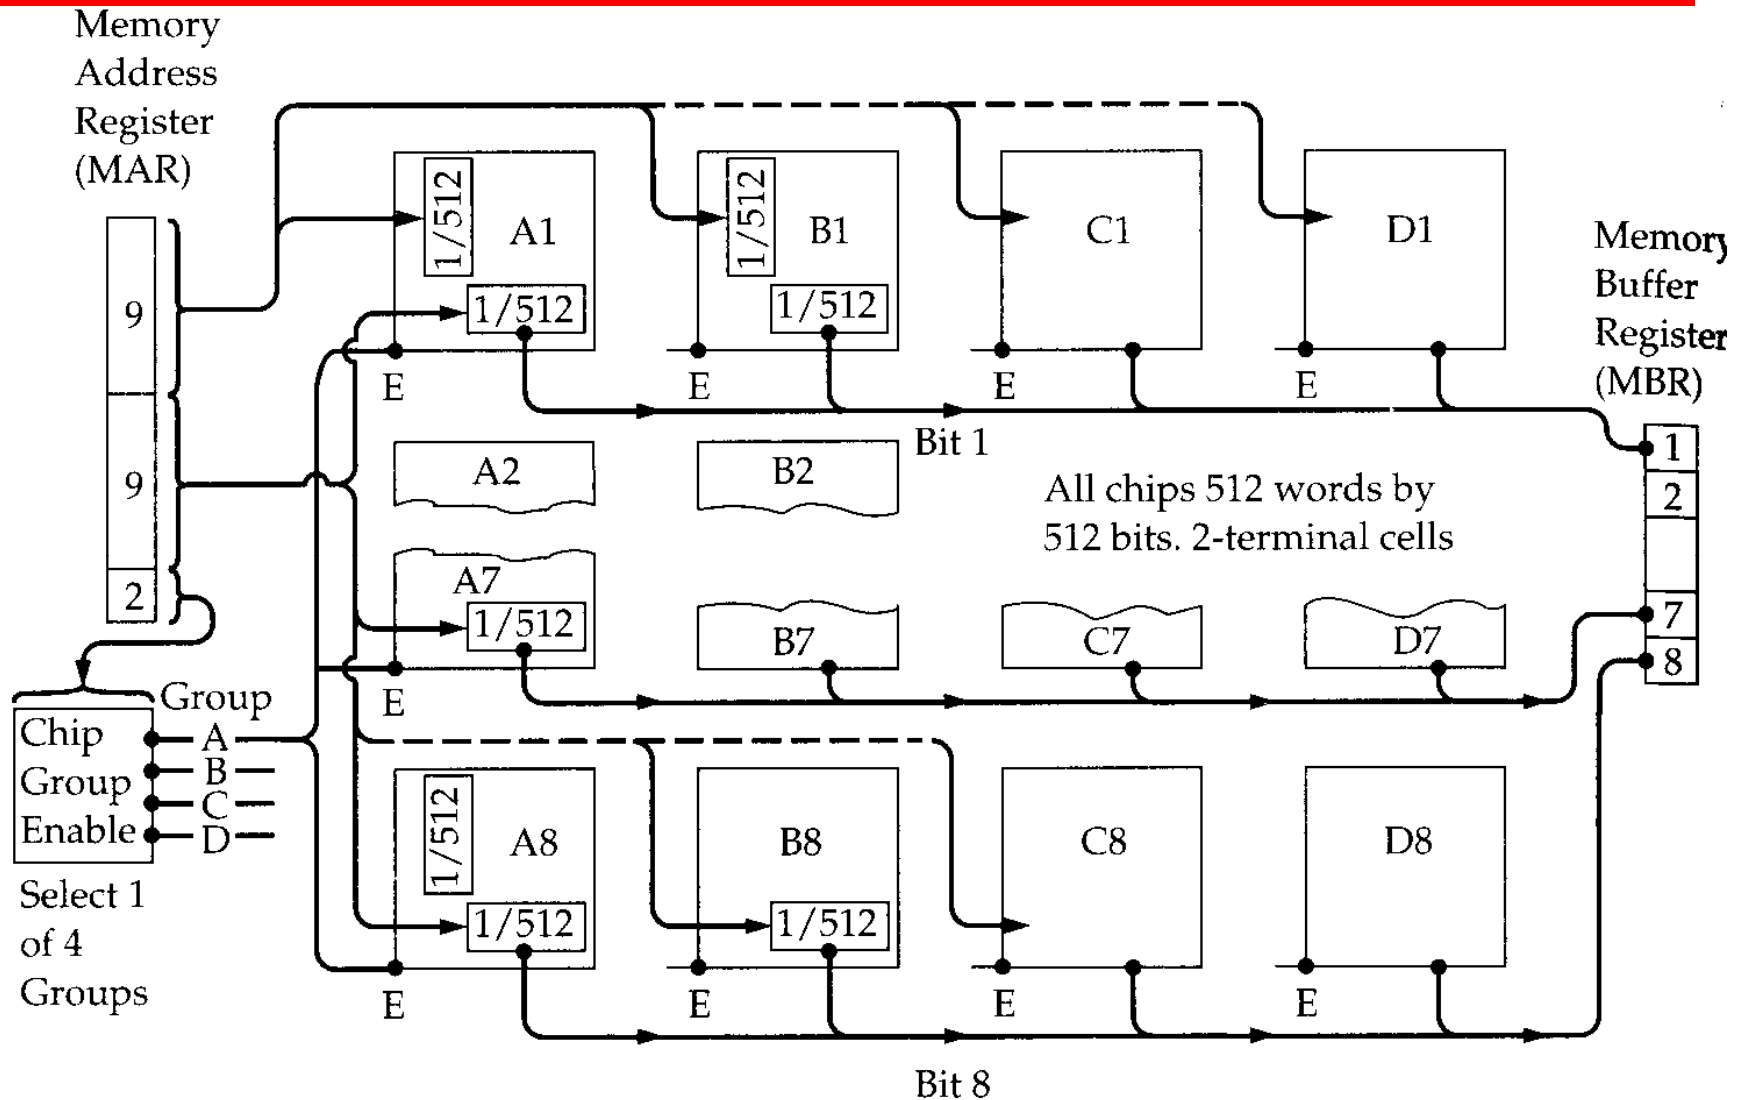 Memory
Address
Register
(MAR)
9
9
2
1/512
A1
1/512
E
1/512
B1
1/512
E
C1
E
D1
E
Bit 1
Memory
Buffer
Register
(MBR)
1
2
7
8
A2
B2
All chips 512 words by
512 bits. 2-terminal cells
A7
1/512
E
B7
C7
D7
Group
Chip
Group
Enable
A
B
C
D
Select 1
of 4
Groups
1/512
A8
1/512
E
B8
1/512
E
C8
E
D8
E
Bit 8